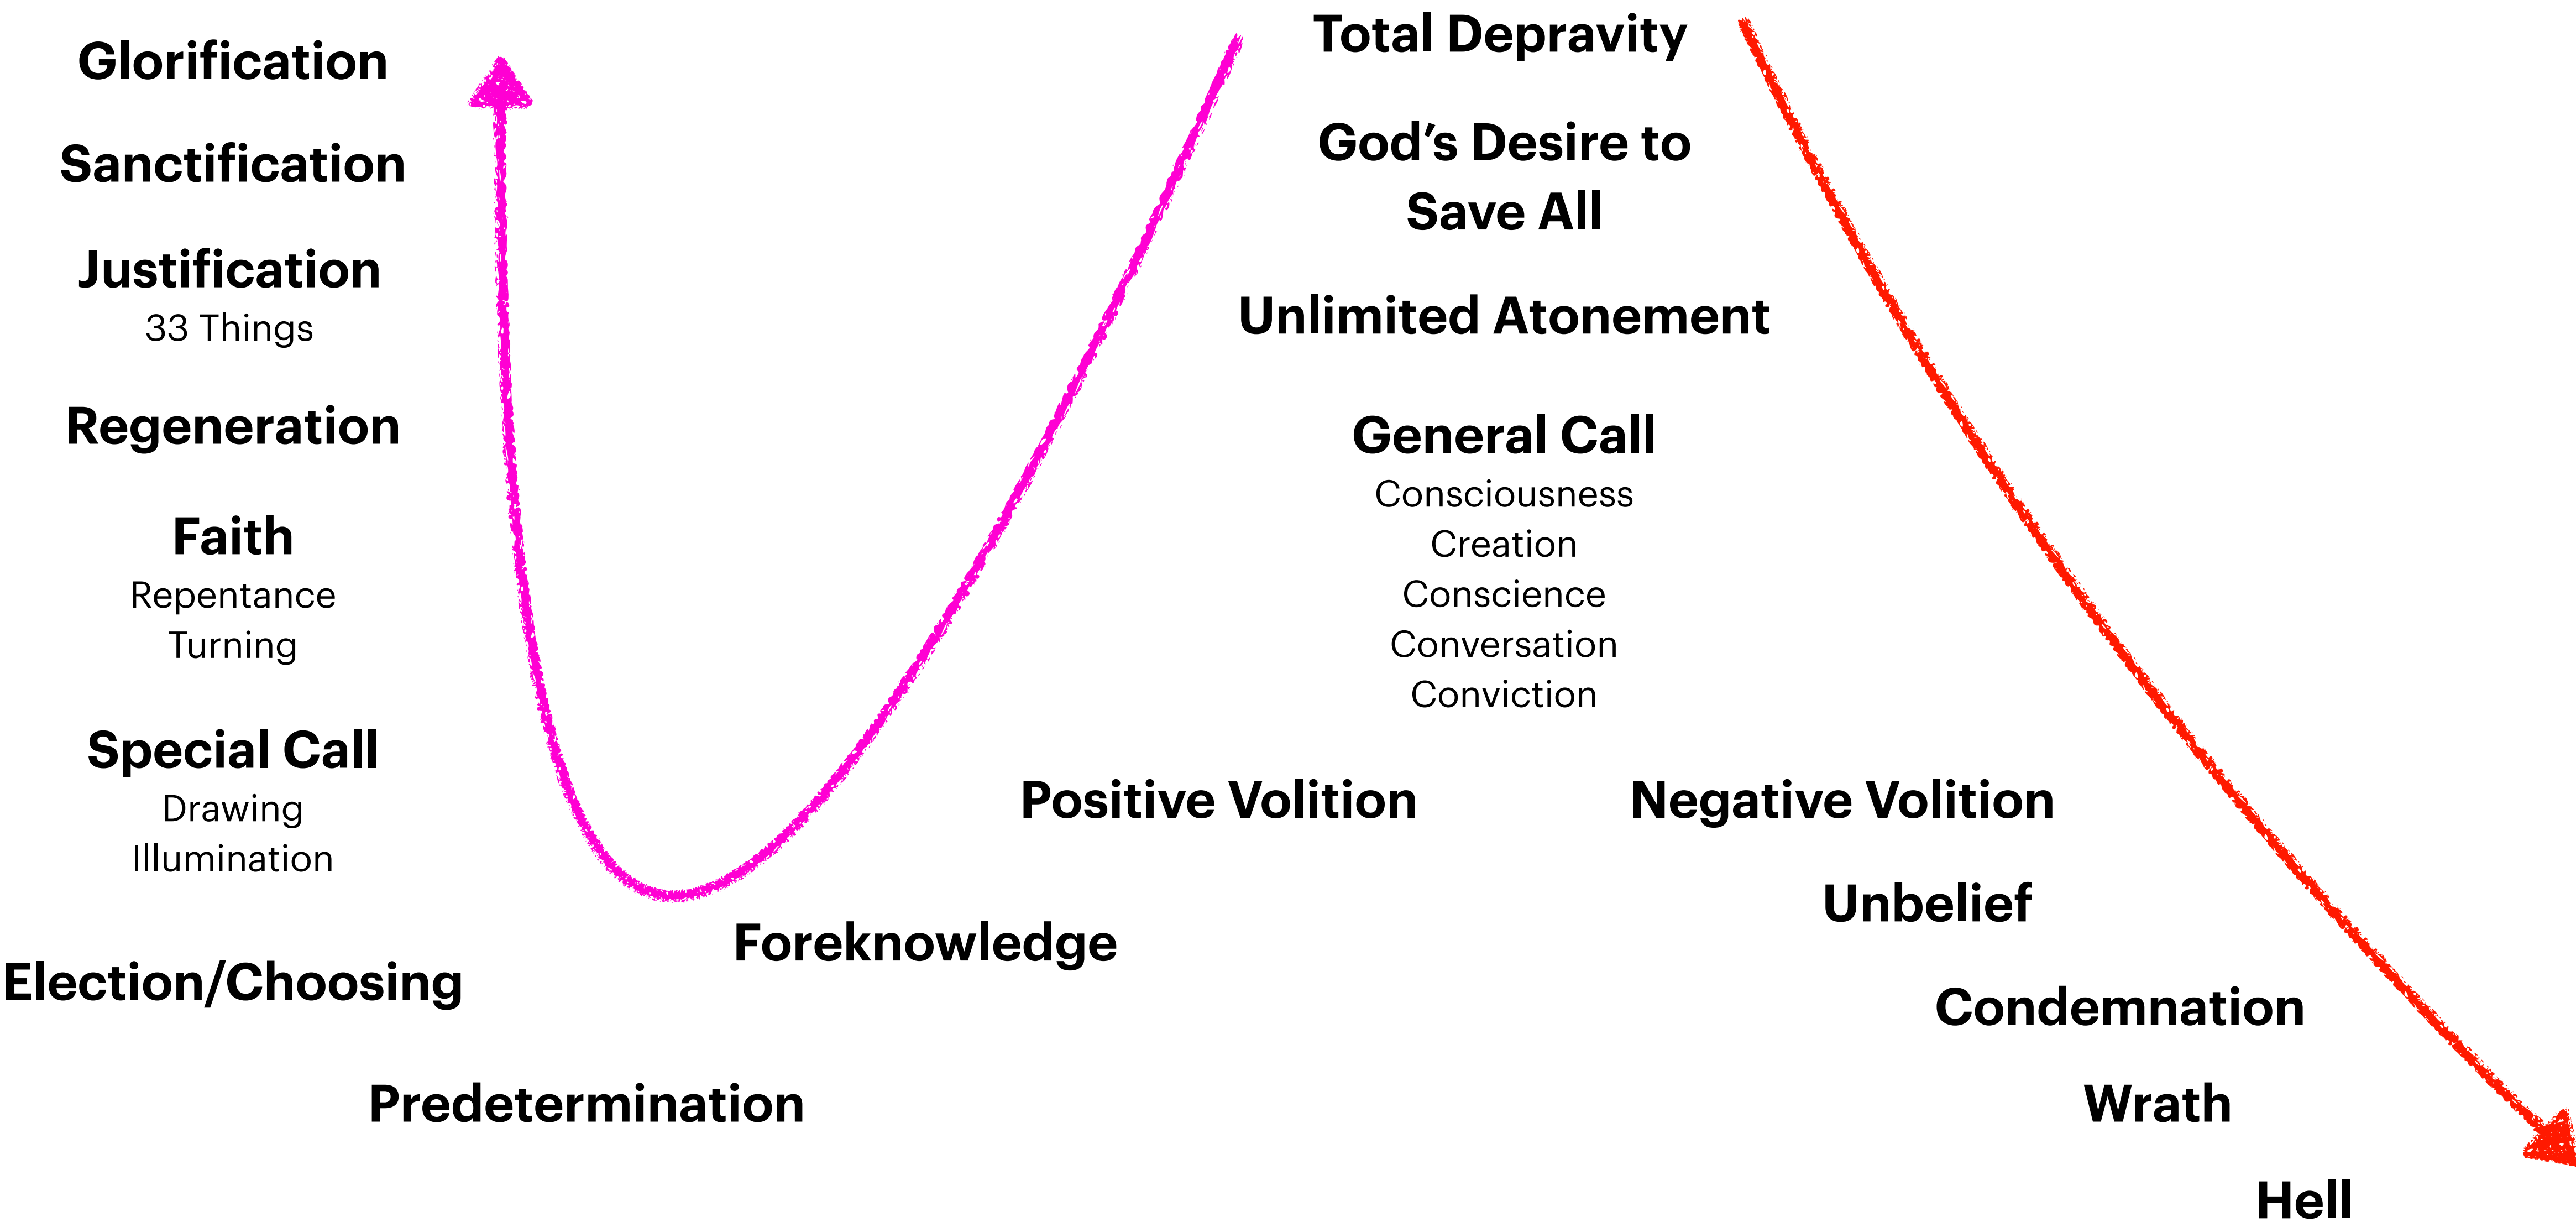 Total Depravity
God’s Desire to
Save All
Unlimited Atonement
General Call
Consciousness
Creation
Conscience
Conversation
Conviction
Positive Volition
Foreknowledge
Predetermination
Election/Choosing
Special Call
Drawing
Illumination
Faith
Repentance
Turning
Regeneration
Justification
33 Things
Sanctification
Glorification
Negative Volition
Unbelief
Condemnation
Wrath
Hell